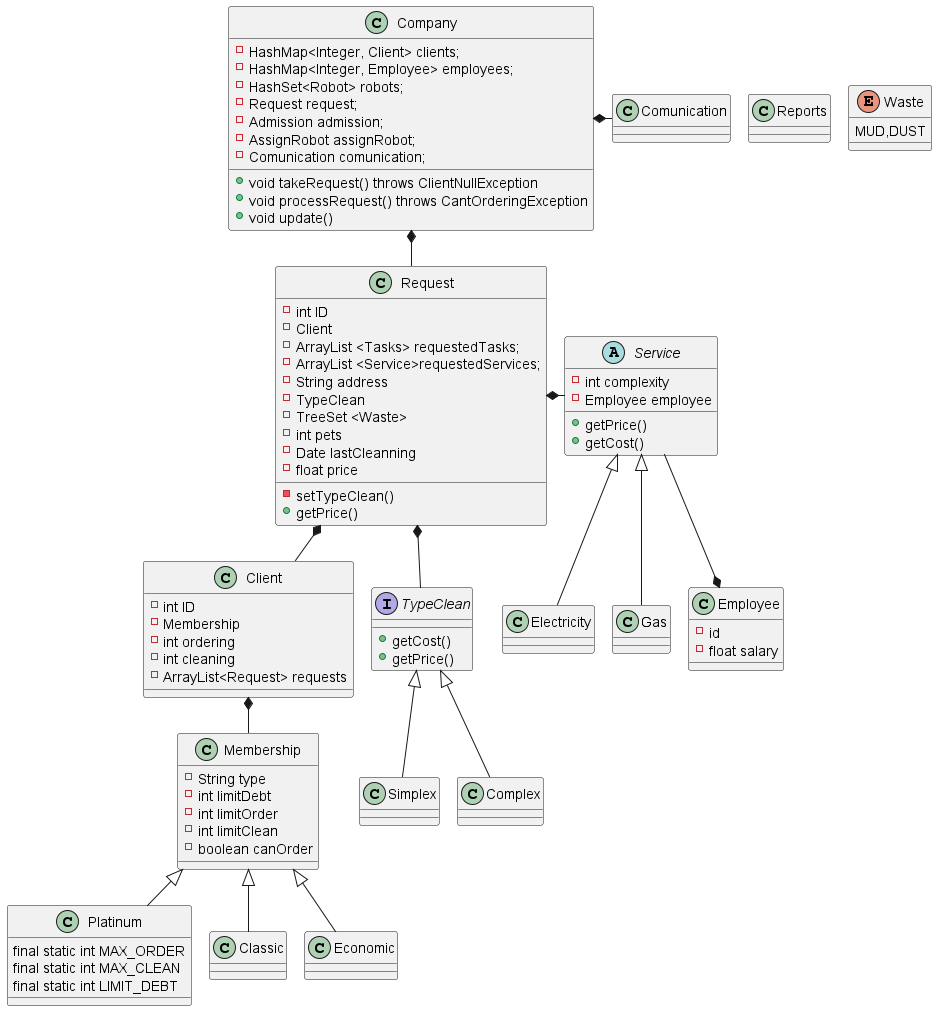 C Company
HashMap<Integer, Client> clients;
HashMap<Integer, Employee> employees;
HashSet<Robot> robots;
Request request;
Admission admission;
AssignRobot assignRobot;
Comunication comunication;
void takeRequest() throws ClientNullException
void processRequest() throws CantOrderingException
void update()
C Comunication
C Reports
E Waste
MUD,DUST
C Request
int ID
Client
ArrayList <Tasks> requestedTasks;
ArrayList <Service>requestedServices;
String address
TypeClean
TreeSet <Waste>
int pets
Date lastCleanning
float price
setTypeClean()
getPrice()
A Service
int complexity
Employee employee
getPrice()
getCost()
C Client
int ID
Membership
int ordering
int cleaning
ArrayList<Request> requests
I TypeClean
getCost()
getPrice()
C Electricity
C Gas
C Employee
id
float salary
C Membership
String type
int limitDebt
int limitOrder
int limitClean
boolean canOrder
C Simplex
C Complex
C Platinum
final static int MAX_ORDER
final static int MAX_CLEAN
final static int LIMIT_DEBT
C Classic
C Economic